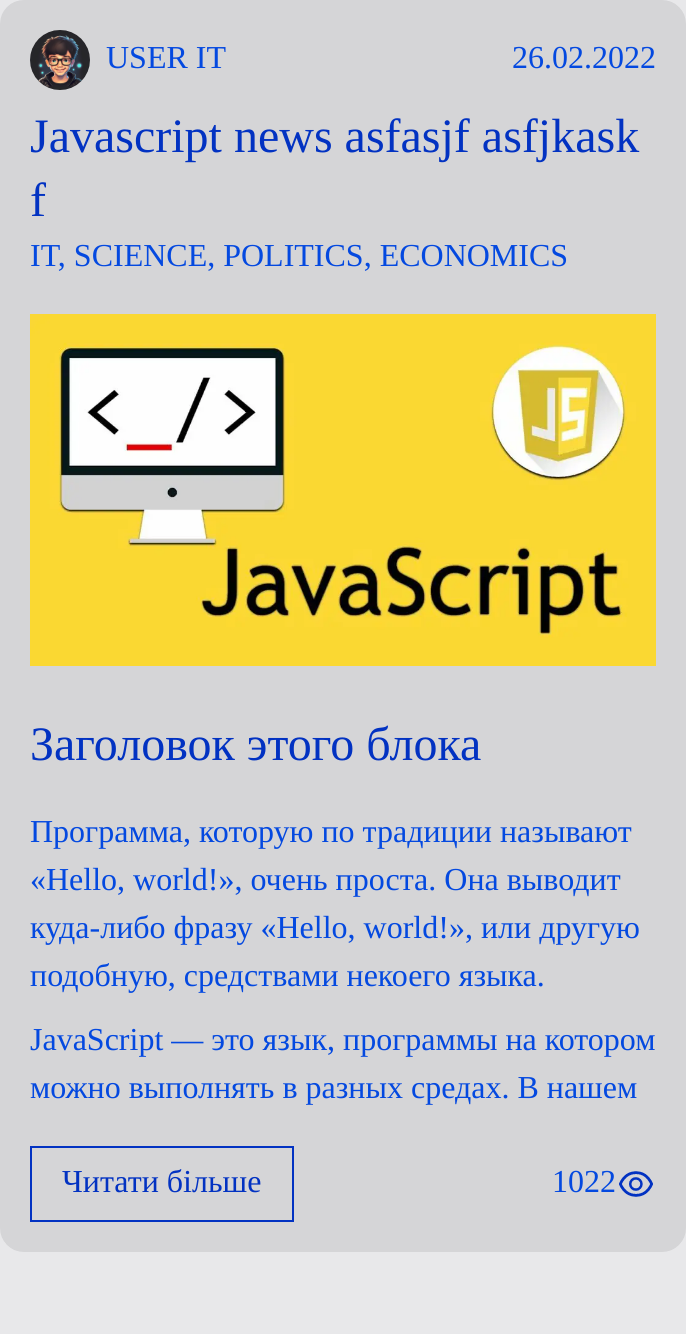 USER IT
26.02.2022
Javascript news asfasjf asfjkask
f
IT, SCIENCE, POLITICS, ECONOMICS
<_/>
JS
JavaScript
Заголовок этого блока
Программа, которую по традиции называют
«Hello, world!», очень проста. Она выводит
куда-либо фразу «Hello, world!», или другую
подобную, средствами некоего языка.
JavaScript — это язык, программы на котором
можно выполнять в разных средах. В нашем
Читати більше
1022